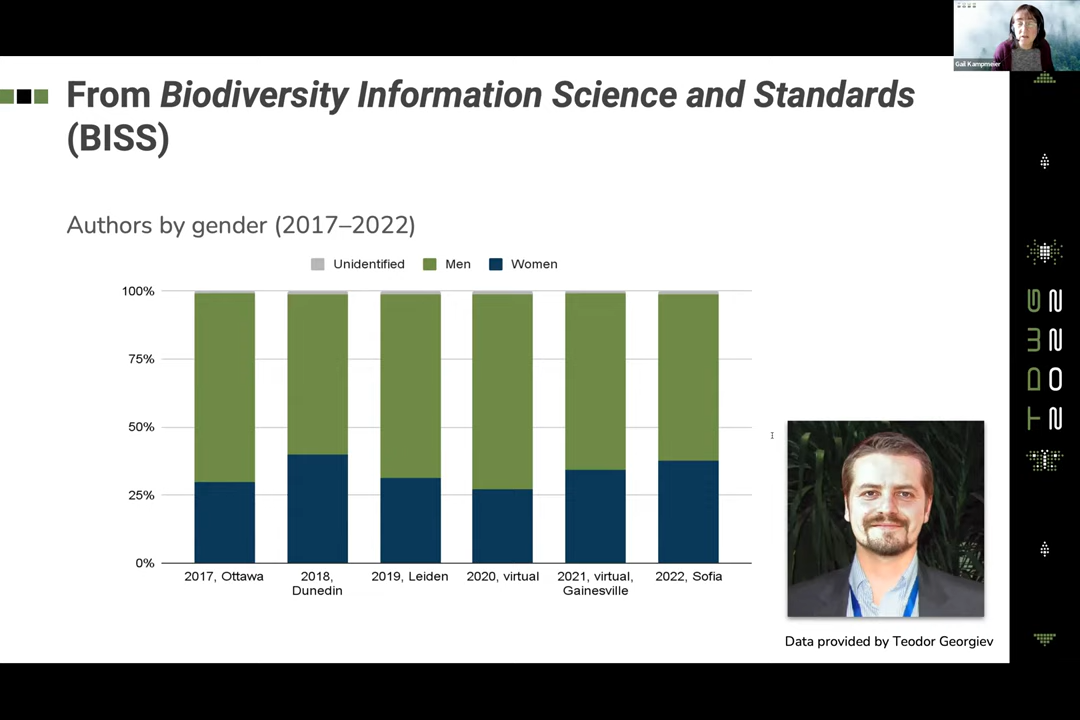 Gail Kampmeier
From Biodiversity Information Science and Standards
(BISS)
Authors by gender (2017–2022)
Unidentified Men Women
100%
75%
50%
25%
0%
2017, Ottawa
2018,
Dunedin
2019, Leiden
2020, virtual
2021, virtual,
Gainesville
2022, Sofia
Data provided by Teodor Georgiev
TDWG
2022